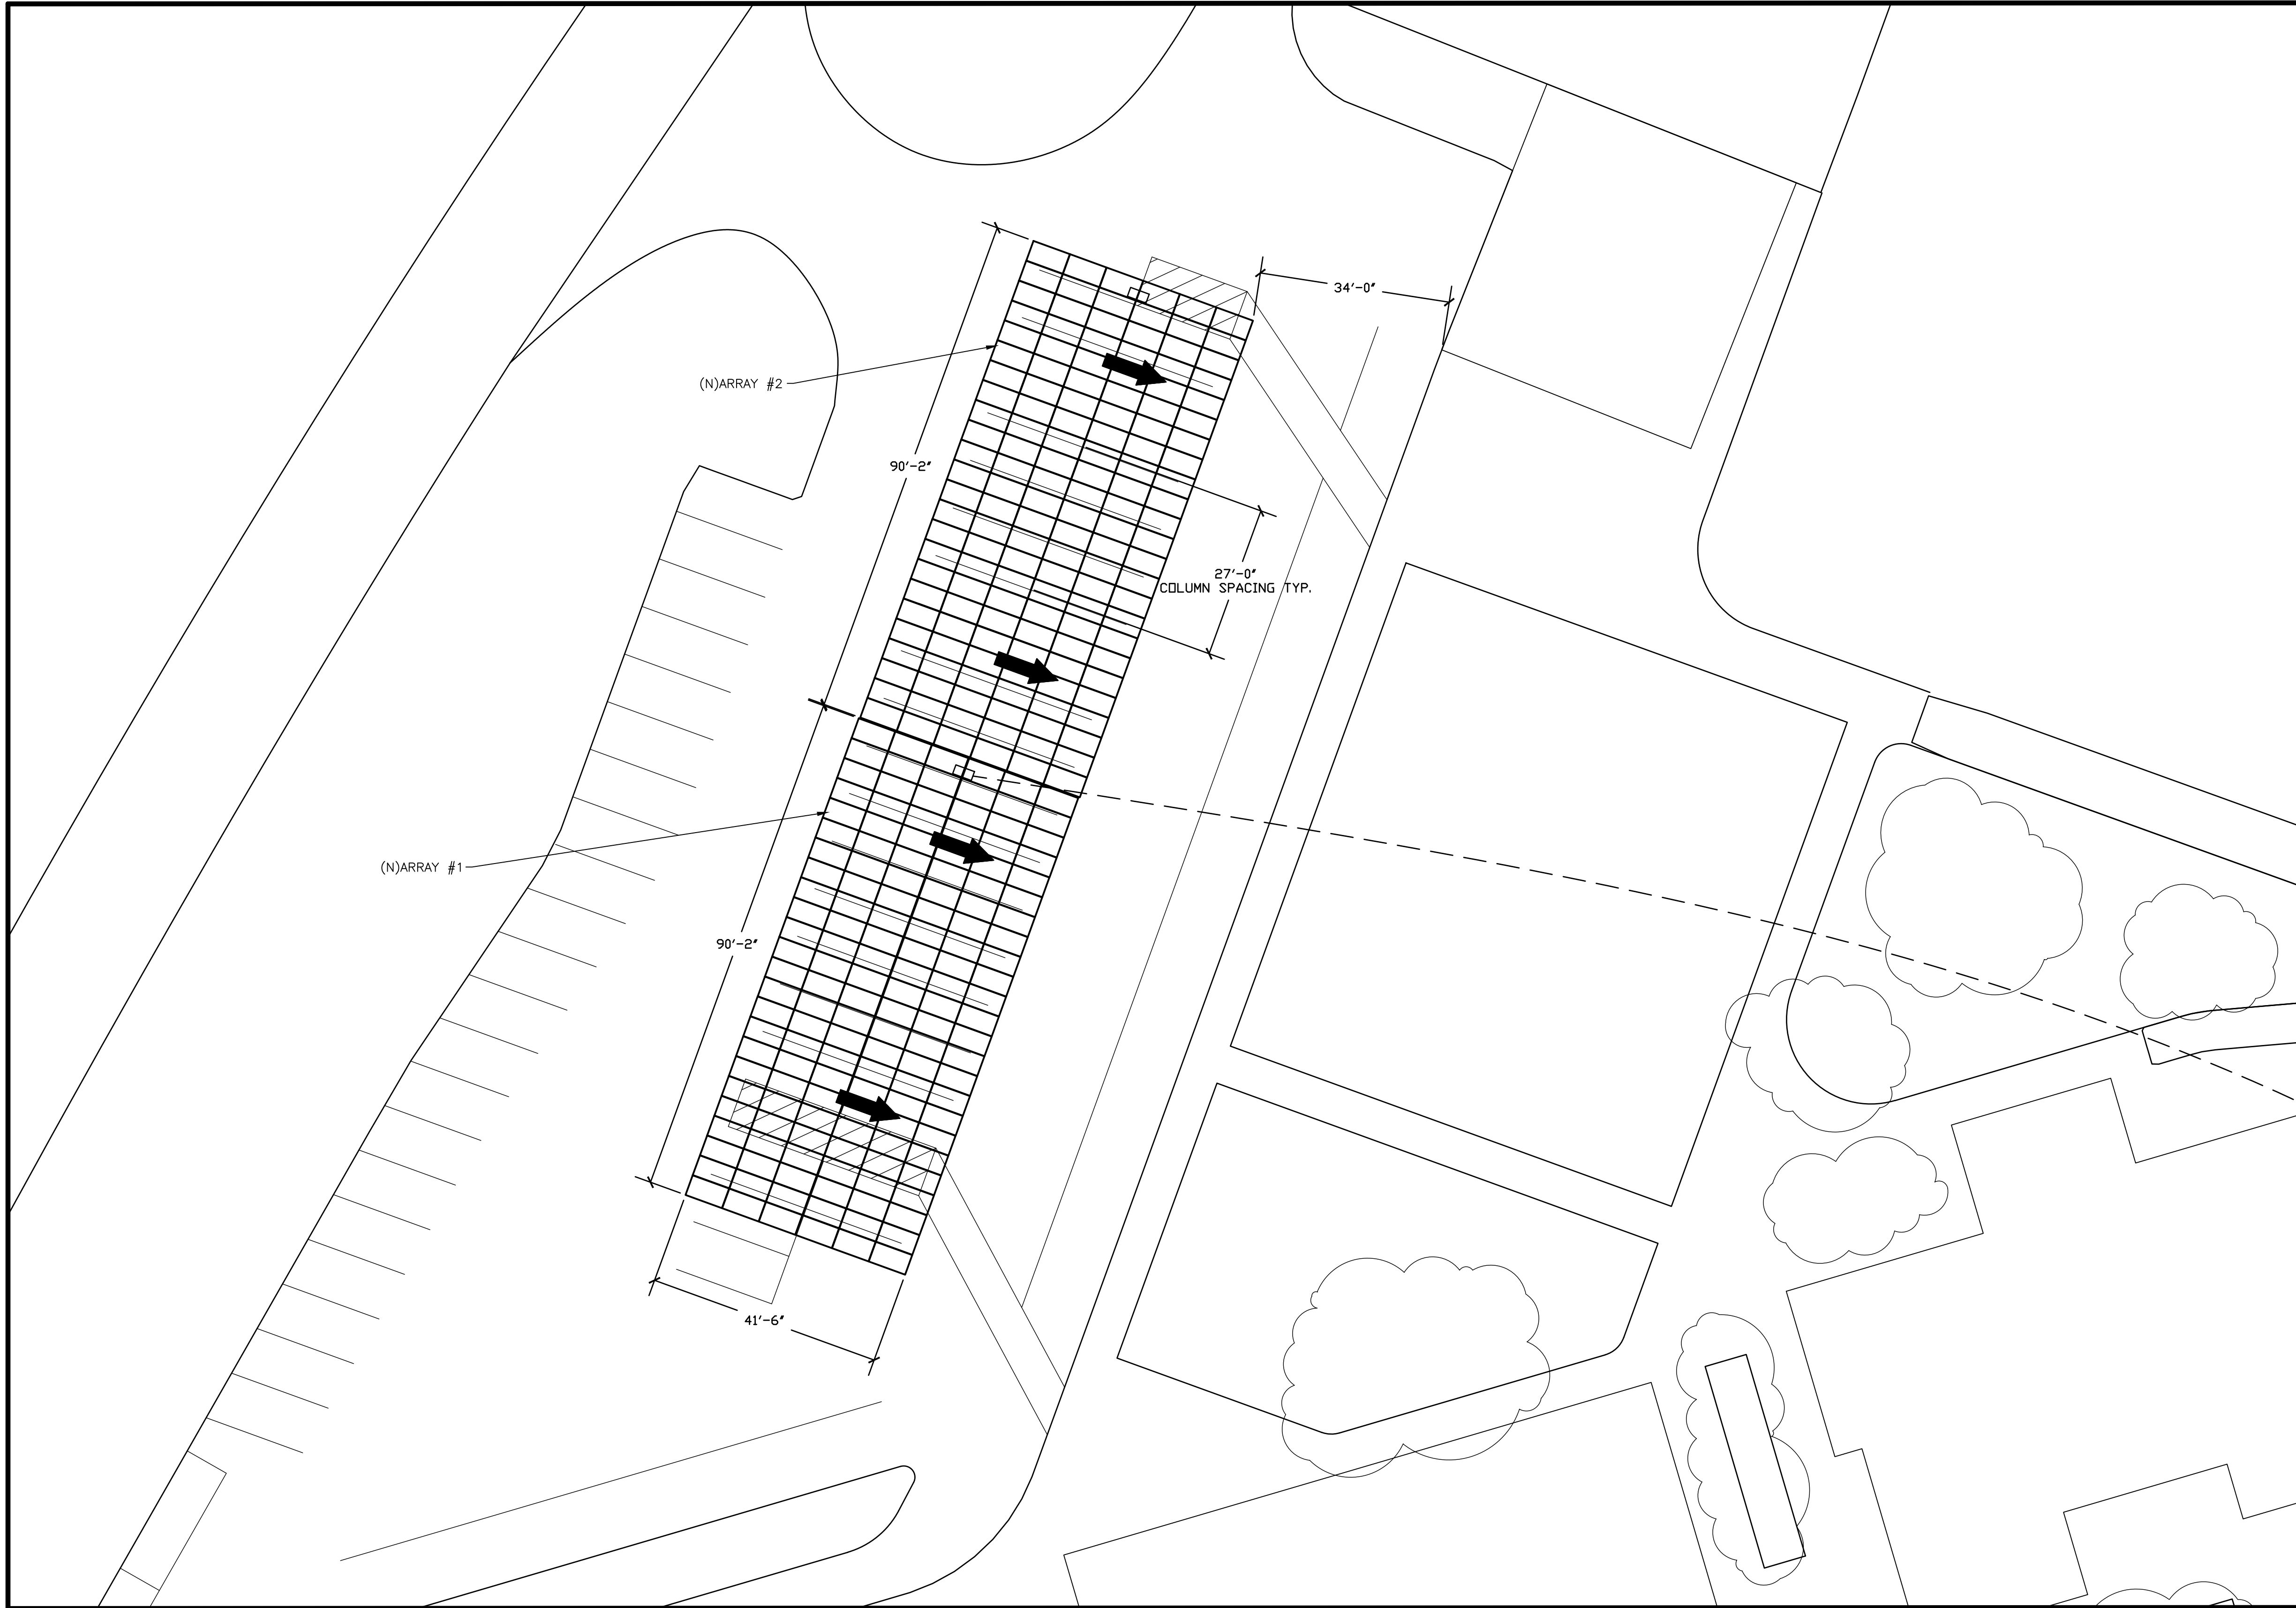 34'-0"
(N)ARRAY #2
90'-2"
27'-0"
COLUMN SPACING TYP.
(N)ARRAY #1
90'-2"
41'-6"